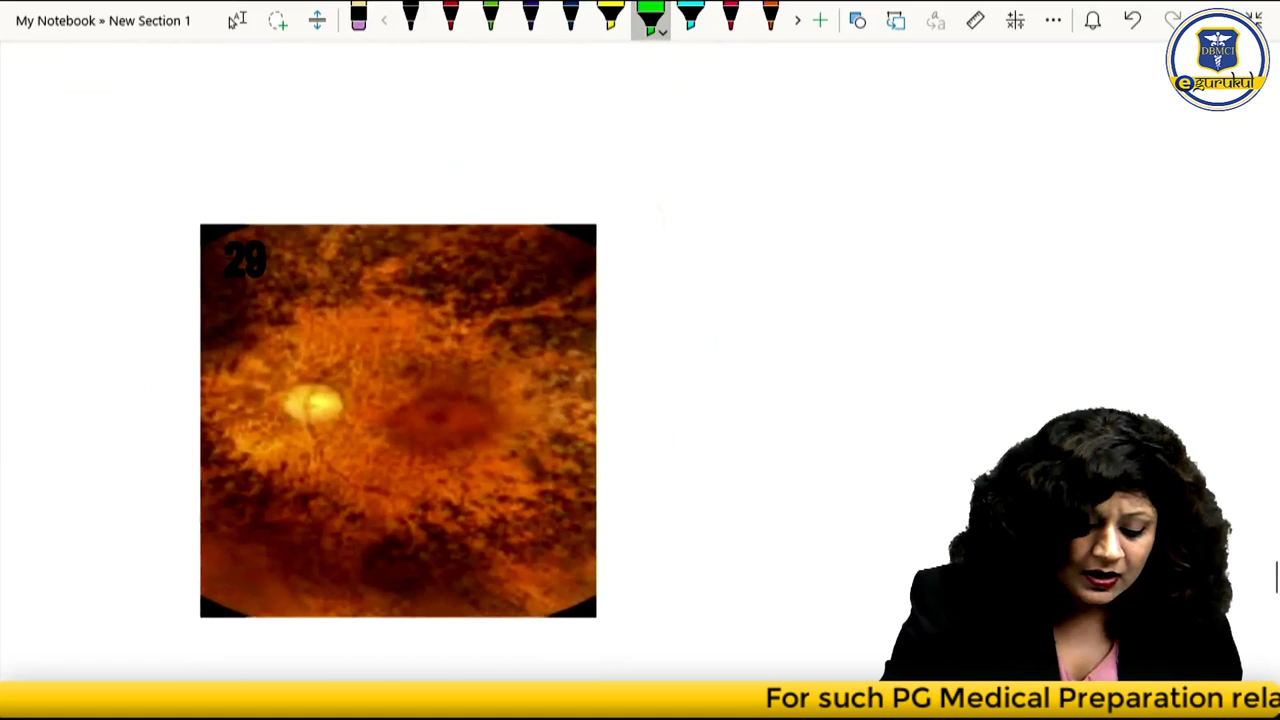 My Notebook » New Section 1
DBMCI
eGurukul
29
For such PG Medical Preparation rela